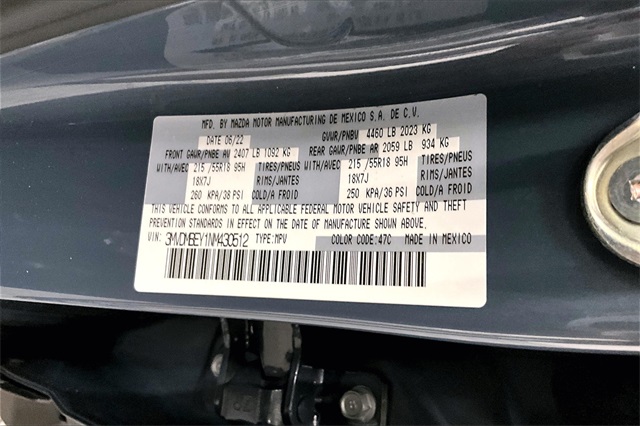 MFD. BY MAZDA MOTOR MANUFACTURING DE MEXICO S.A. DE C.V.
DATE 06/22 GVWR/PNBV 4460 LB 2023 KG
FRONT GAWR/PNBE AV 2407 LB 1092 KG REAR GAWR/PNBE AR 2059 LB 934 KG
WITH/AVEC 215 /55R18 95H TIRES/PNEUS WITH/AVEC 215 /55R18 95H TIRES/PNEUS
18X7J RIMS/JANTES 18X7J RIMS/JANTES
260 KPA/38 PSI COLD/A FROID 250 KPA/36 PSI COLD/A FROID
THIS VEHICLE CONFORMS TO ALL APPLICABLE FEDERAL MOTOR VEHICLE SAFETY AND THEFT
PREVENTION STANDARDS IN EFFECT ON THE DATE OF MANUFACTURE SHOWN ABOVE.
VIN: 3MVDMBEY1NM430512 TYPE:MPV COLOR CODE:47C MADE IN MEXICO